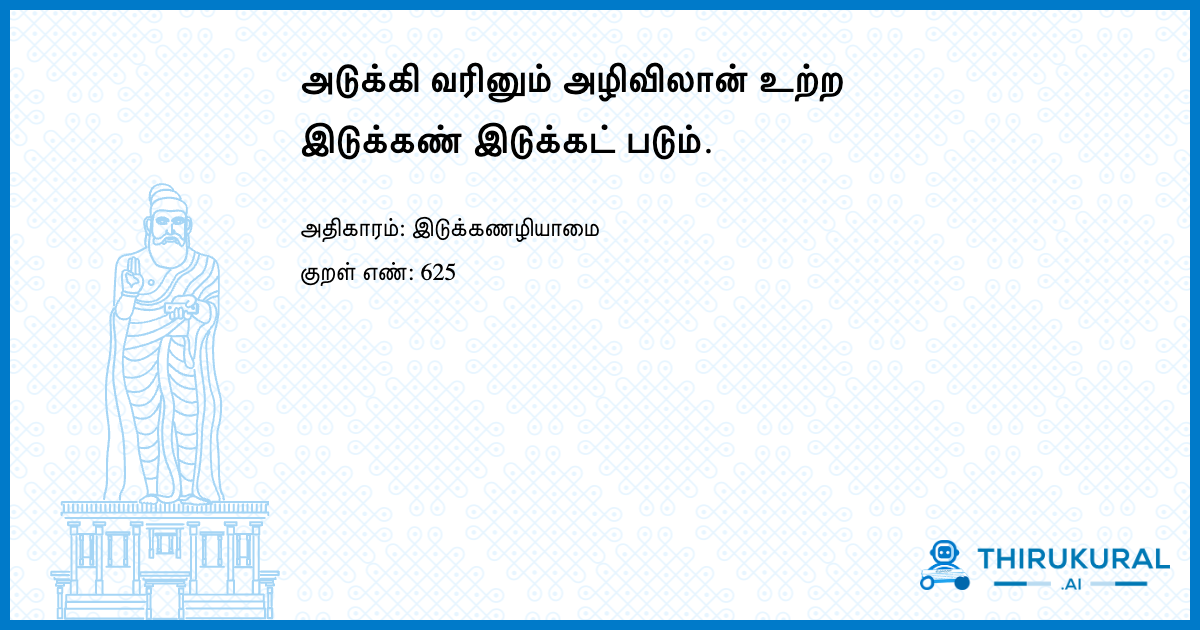 அடுக்கி வரினும் அழிவிலான் உற்ற
இடுக்கண் இடுக்கட் படும்.
அதிகாரம்: இடுக்கணழியாமை
குறள் எண்: 625
THIRUKURAL
.AI